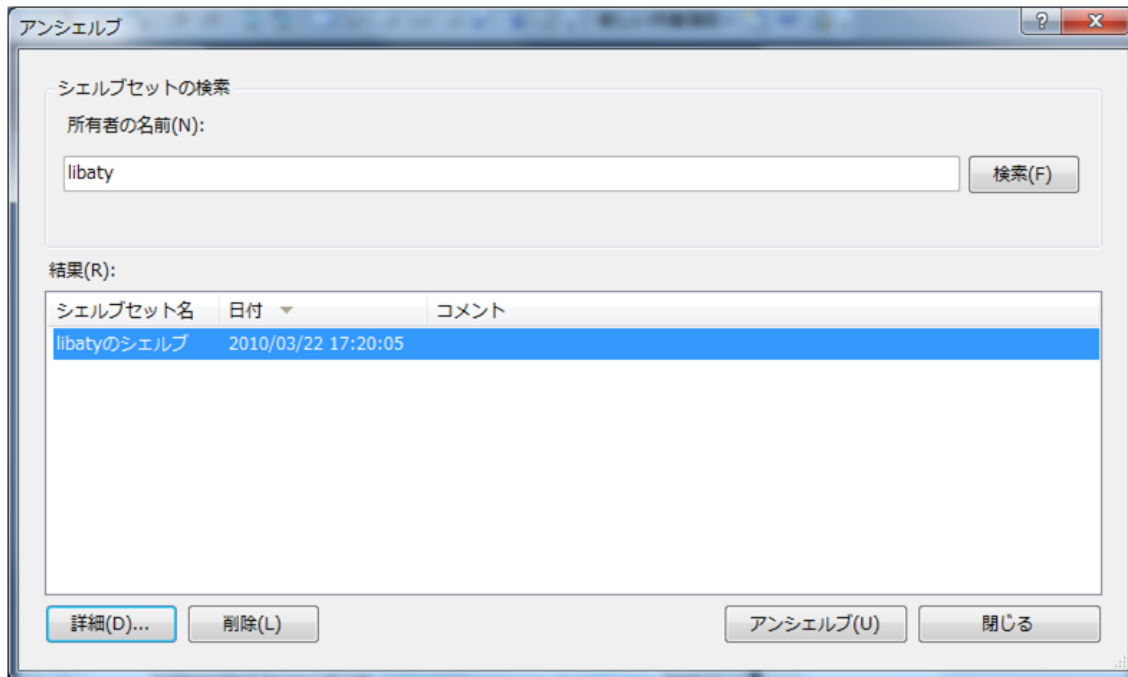 アンシェルブ
シェルブセットの検索
所有者の名前(N):
libaty
検索(F)
結果(R):
シェルブセット名 日付 コメント
libatyのシェルブ 2010/03/22 17:20:05
詳細(D)... 削除(L) アンシェルブ(U) 閉じる